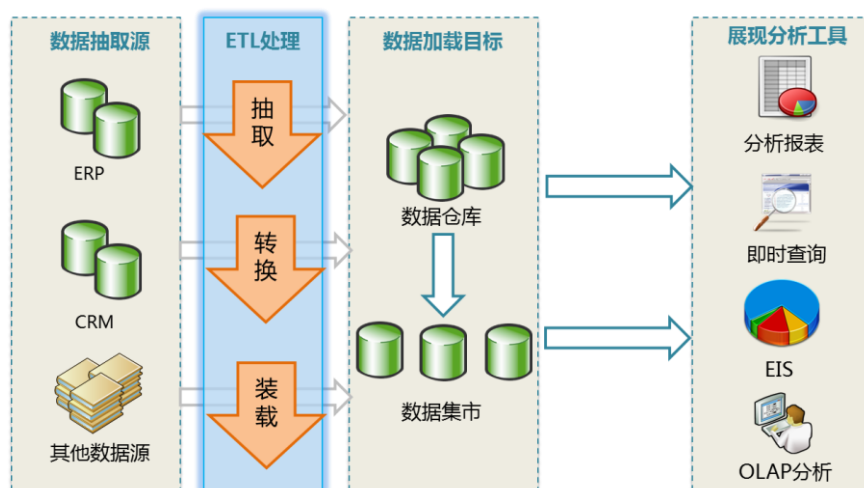 数据抽取源
ERP
CRM
其他数据源
ETL处理
抽取
转换
装载
数据加载目标
数据仓库
数据集市
展现分析工具
分析报表
即时查询
EIS
OLAP分析